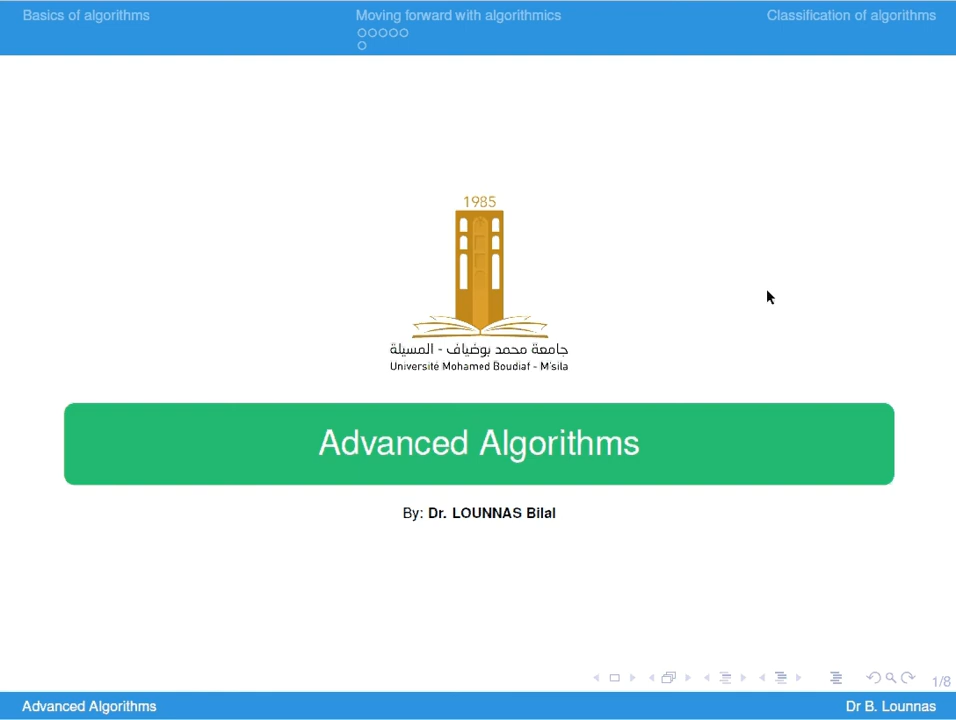 Basics of algorithms
Moving forward with algorithmics
Classification of algorithms
1985
جامعة محمد بوضياف - المسيلة
Université Mohamed Boudiaf - M'sila
Advanced Algorithms
By: Dr. LOUNNAS Bilal
1/8
Advanced Algorithms
Dr B. Lounnas